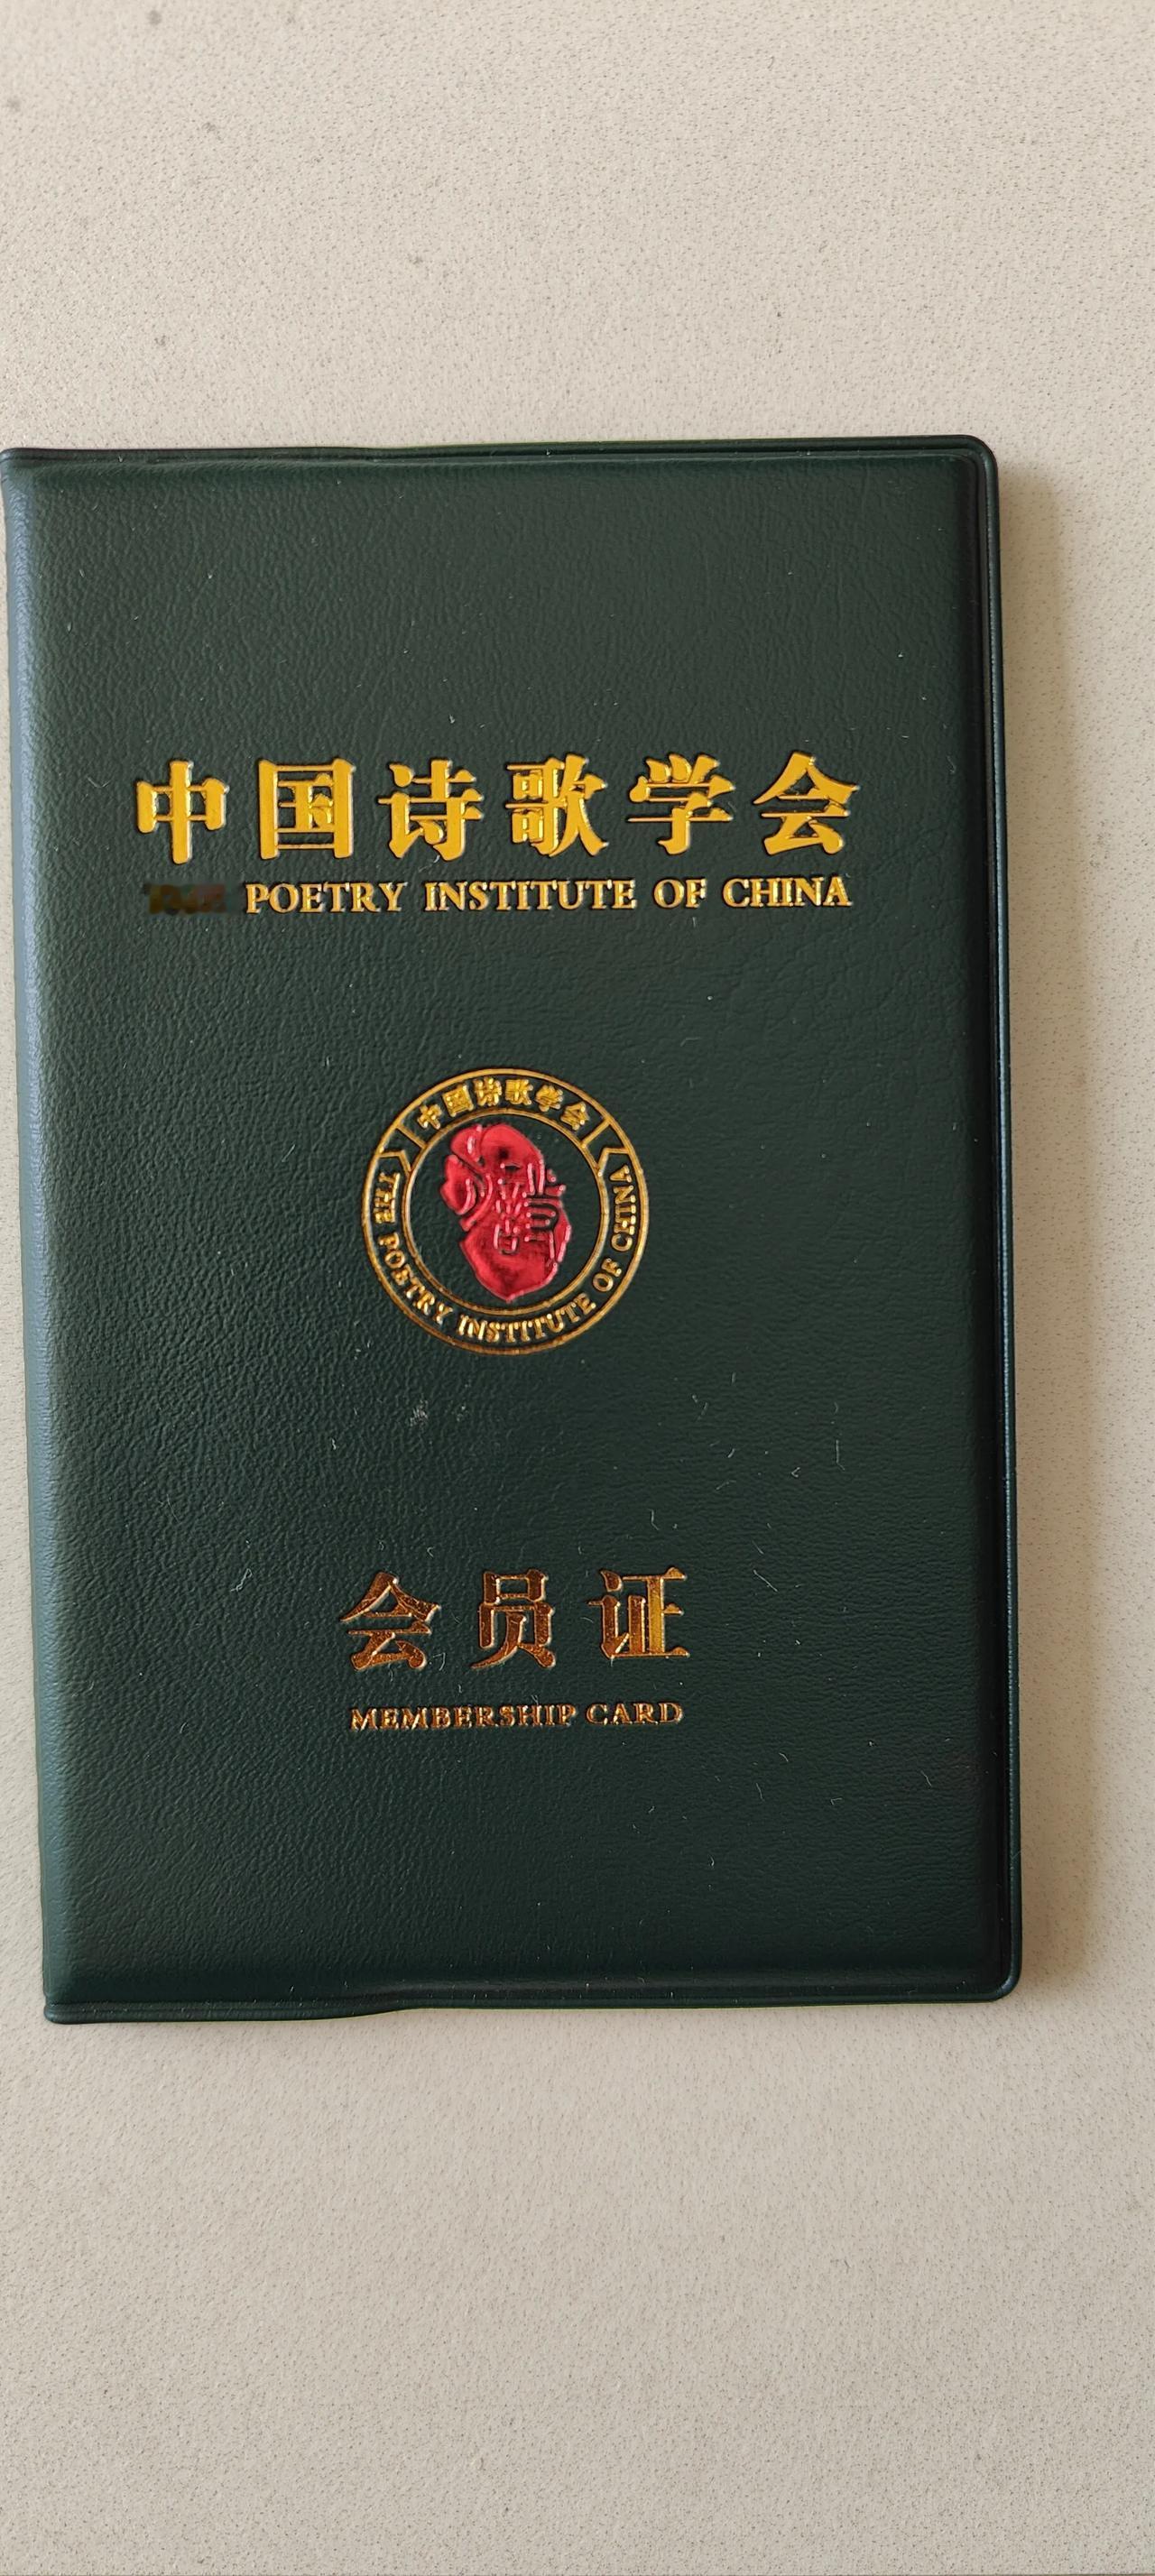 中国诗歌学会
POETRY INSTITUTE OF CHINA
中国诗歌学会
THE POETRY INSTITUTE OF CHINA
会员证
MEMBERSHIP CARD